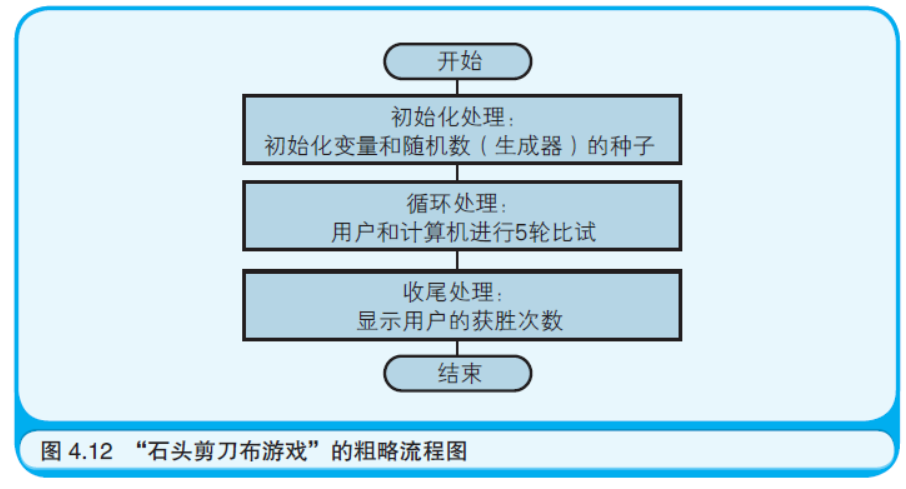 开始
初始化处理：
初始化变量和随机数（生成器）的种子
循环处理：
用户和计算机进行5轮比试
收尾处理：
显示用户的获胜次数
结束
图 4.12 “石头剪刀布游戏”的粗略流程图